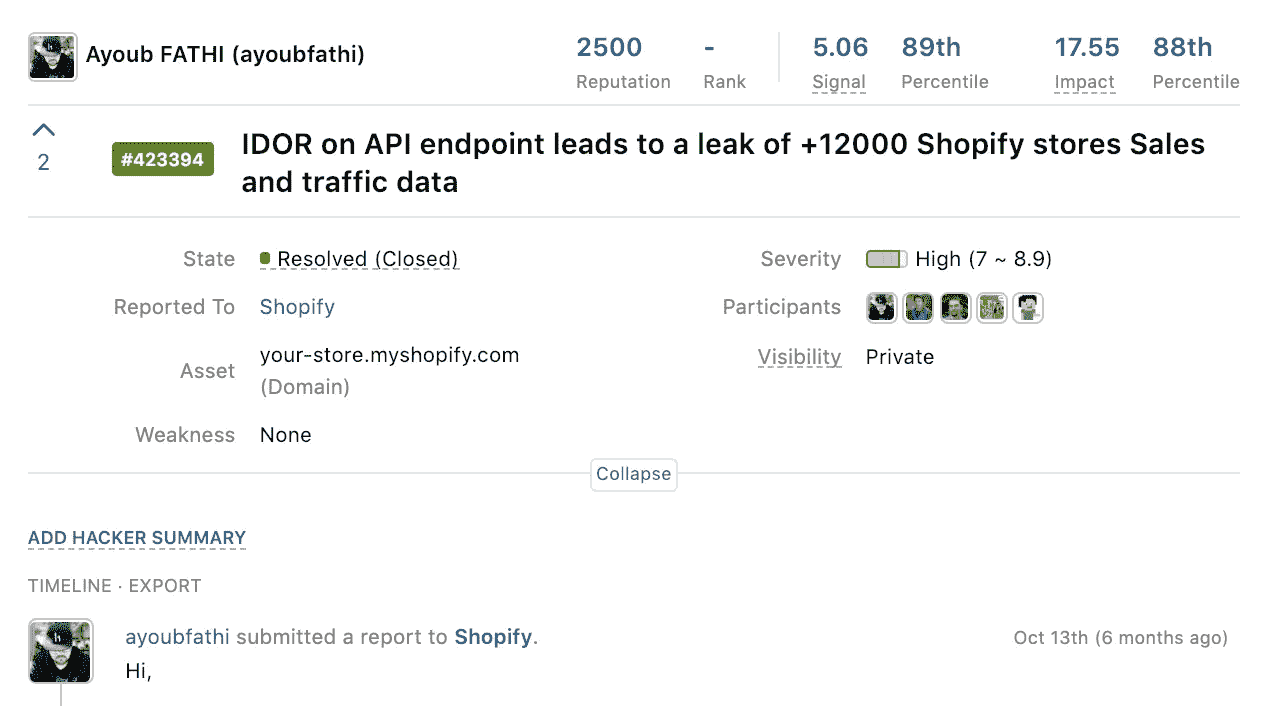 Ayoub FATHI (ayoubfathi)
2500 - 5.06 89th 17.55 88th
Reputation Rank Signal Percentile Impact Percentile
2
#423394
IDOR on API endpoint leads to a leak of +12000 Shopify stores Sales
and traffic data
State Resolved (Closed)
Severity High (7 ~ 8.9)
Reported To Shopify
Participants
Asset your-store.myshopify.com
(Domain)
Visibility Private
Weakness None
Collapse
ADD HACKER SUMMARY
TIMELINE · EXPORT
ayoubfathi submitted a report to Shopify.
Oct 13th (6 months ago)
Hi,